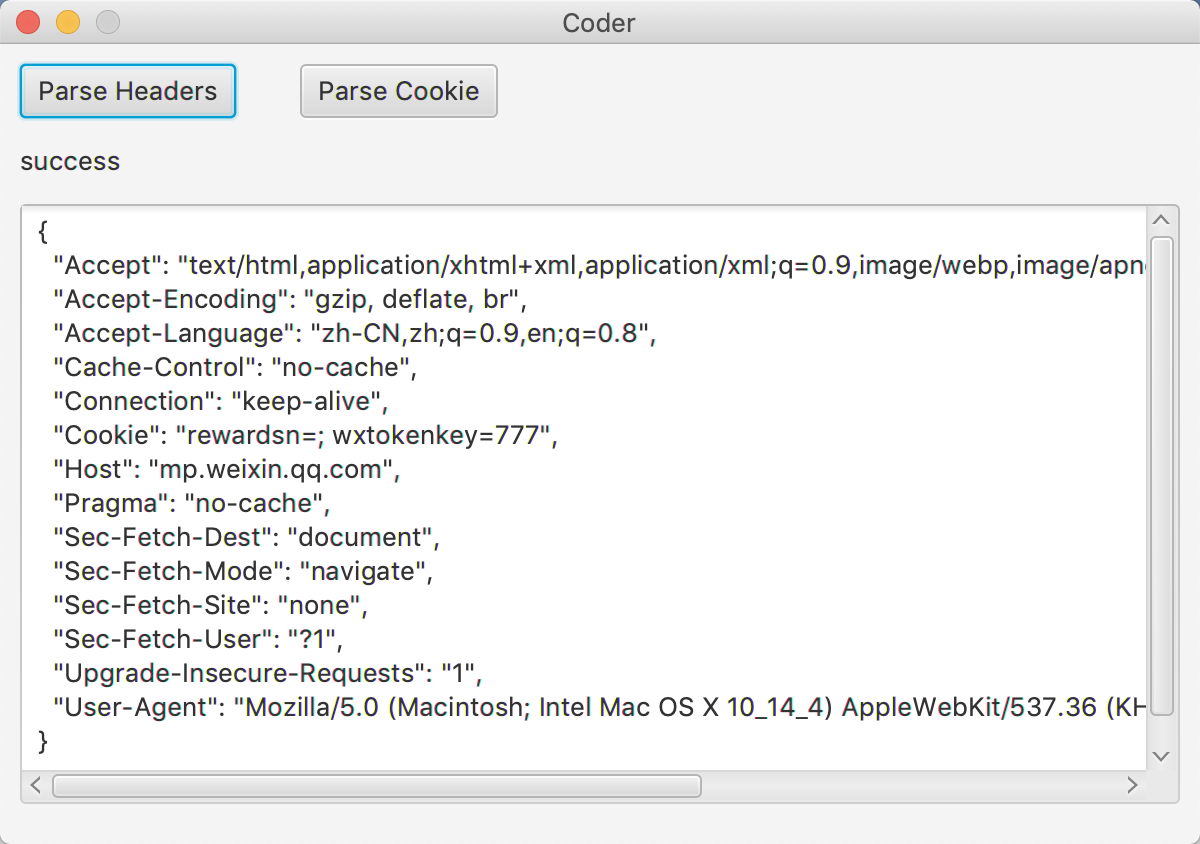 Coder
Parse Headers Parse Cookie
success
{
"Accept": "text/html,application/xhtml+xml,application/xml;q=0.9,image/webp,image/apn
"Accept-Encoding": "gzip, deflate, br",
"Accept-Language": "zh-CN,zh;q=0.9,en;q=0.8",
"Cache-Control": "no-cache",
"Connection": "keep-alive",
"Cookie": "rewardsn=; wxtokenkey=777",
"Host": "mp.weixin.qq.com",
"Pragma": "no-cache",
"Sec-Fetch-Dest": "document",
"Sec-Fetch-Mode": "navigate",
"Sec-Fetch-Site": "none",
"Sec-Fetch-User": "?1",
"Upgrade-Insecure-Requests": "1",
"User-Agent": "Mozilla/5.0 (Macintosh; Intel Mac OS X 10_14_4) AppleWebKit/537.36 (KH
}